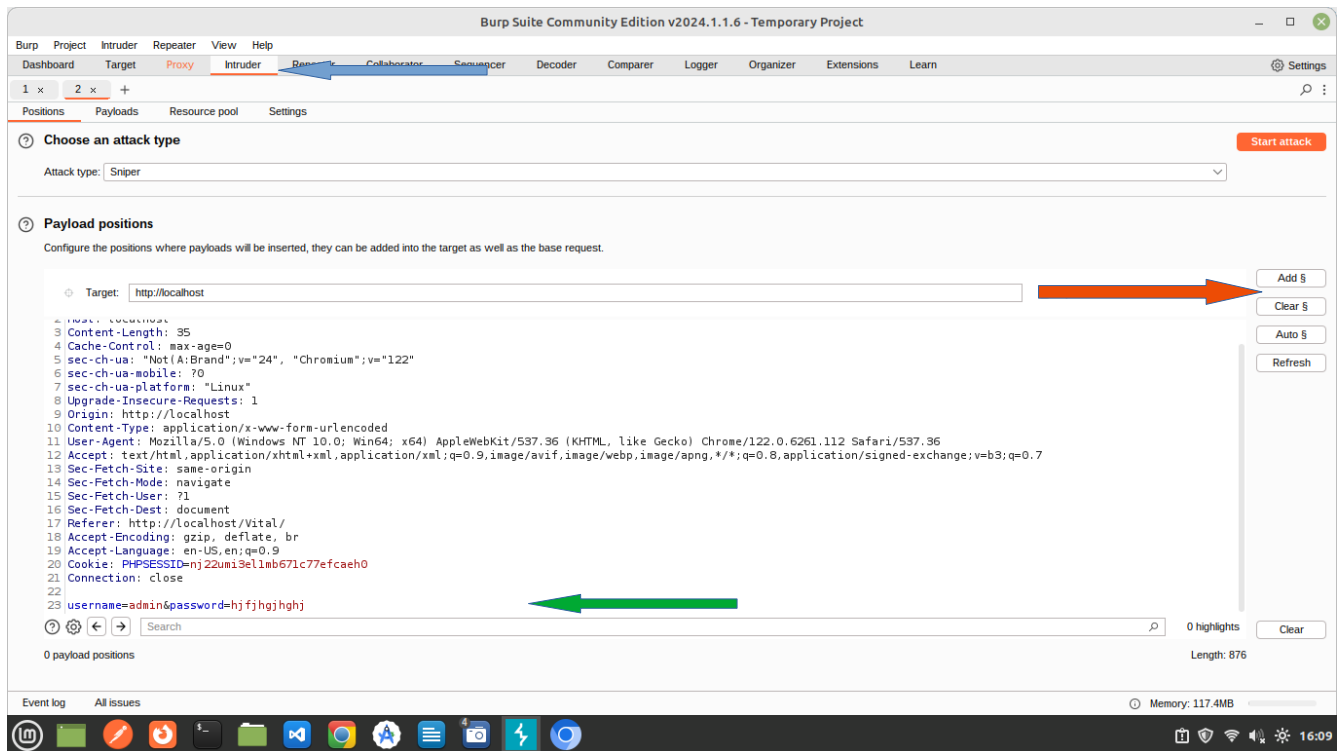 Burp Suite Community Edition v2024.1.1.6 - Temporary Project
Burp Project Intruder Repeater View Help
Dashboard Target Proxy Intruder Collaborator Sequencer Decoder Comparer Logger Organizer Extensions Learn Settings
1 × 2 × +
Positions Payloads Resource pool Settings
Choose an attack type
Start attack
Attack type: Sniper
Payload positions
Configure the positions where payloads will be inserted, they can be added into the target as well as the base request.
Add §
Target: http://localhost
Clear §
Auto §
Refresh
2 Host: localhost
3 Content-Length: 35
4 Cache-Control: max-age=0
5 sec-ch-ua: "Not(A:Brand";v="24", "Chromium";v="122"
6 sec-ch-ua-mobile: ?0
7 sec-ch-ua-platform: "Linux"
8 Upgrade-Insecure-Requests: 1
9 Origin: http://localhost
10 Content-Type: application/x-www-form-urlencoded
11 User-Agent: Mozilla/5.0 (Windows NT 10.0; Win64; x64) AppleWebKit/537.36 (KHTML, like Gecko) Chrome/122.0.6261.112 Safari/537.36
12 Accept: text/html,application/xhtml+xml,application/xml;q=0.9,image/avif,image/webp,image/apng,*/*;q=0.8,application/signed-exchange;v=b3;q=0.7
13 Sec-Fetch-Site: same-origin
14 Sec-Fetch-Mode: navigate
15 Sec-Fetch-User: ?1
16 Sec-Fetch-Dest: document
17 Referer: http://localhost/Vital/
18 Accept-Encoding: gzip, deflate, br
19 Accept-Language: en-US,en;q=0.9
20 Cookie: PHPSESSID=nj22umi3el1mb671c77efcaeh0
21 Connection: close
22
23 username=admin&password=hjfjhgjhghj
Search 0 highlights Clear
0 payload positions Length: 876
Event log All issues Memory: 117.4MB
4
16:09